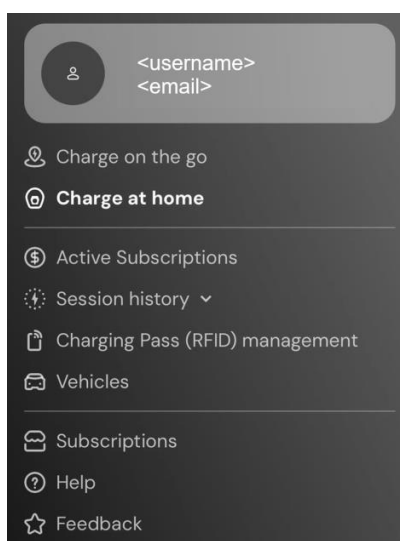 <username>
<email>
Charge on the go
Charge at home
Active Subscriptions
Session history
Charging Pass (RFID) management
Vehicles
Subscriptions
Help
Feedback